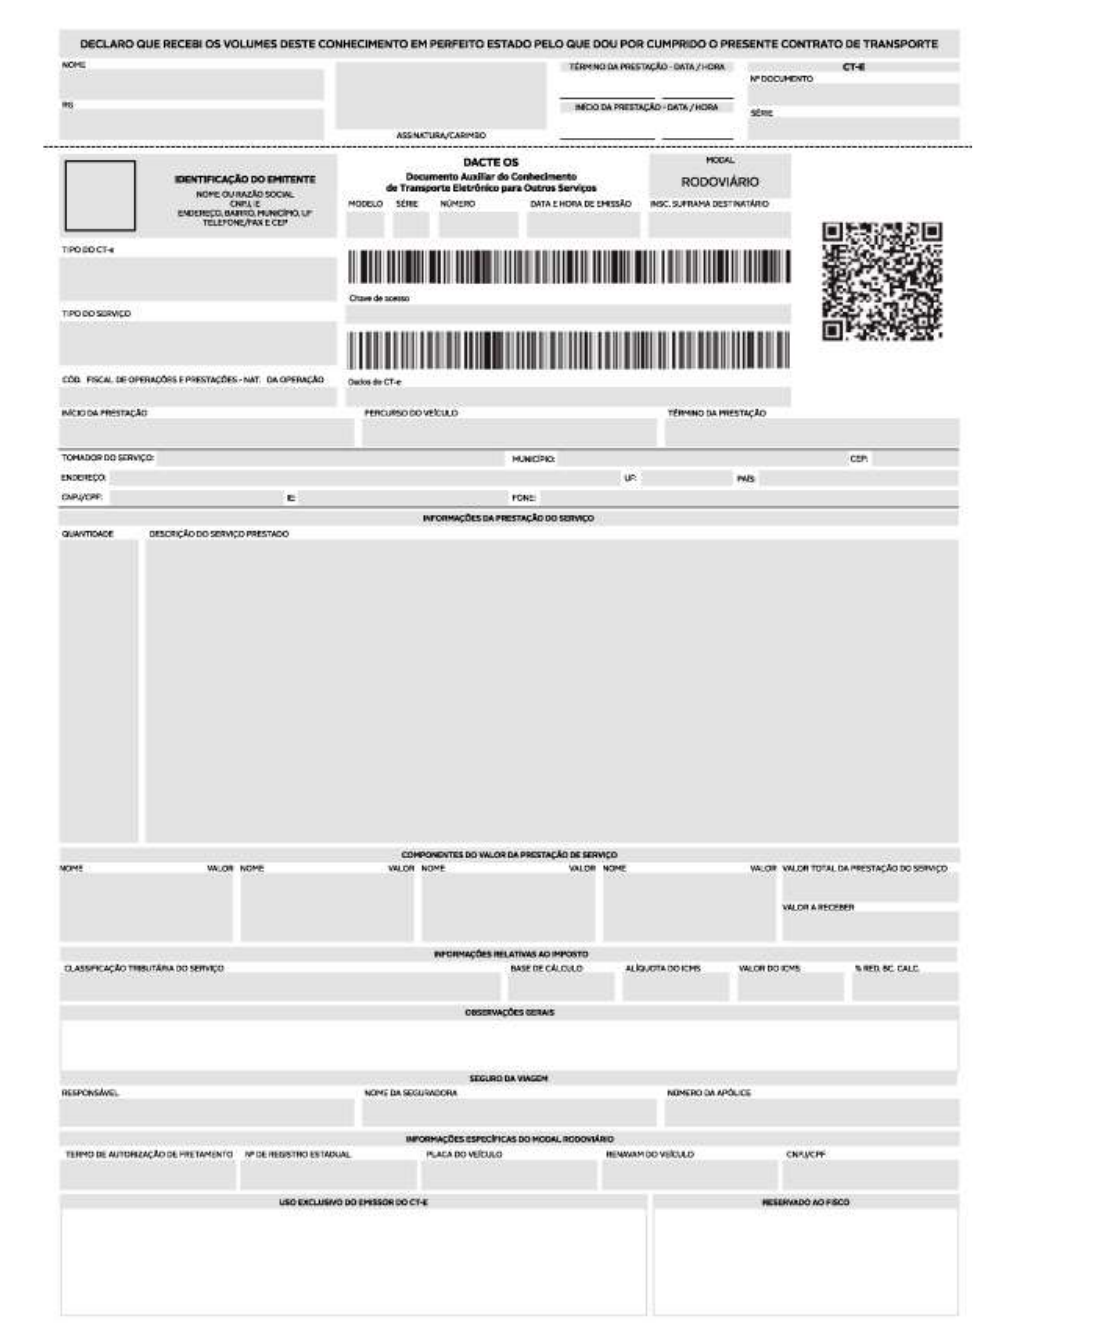 DECLARO QUE RECEBI OS VOLUMES DESTE CONHECIMENTO EM PERFEITO ESTADO PELO QUE DOU POR CUMPRIDO O PRESENTE CONTRATO DE TRANSPORTE
NOME
RG
ASSINATURA/CARIMBO
TÉRMINO DA PRESTAÇÃO - DATA / HORA
INÍCIO DA PRESTAÇÃO - DATA / HORA
CT-E
Nº DOCUMENTO
SÉRIE
IDENTIFICAÇÃO DO EMITENTE
NOME OU RAZÃO SOCIAL
CNPJ, IE
ENDEREÇO, BAIRRO, MUNICÍPIO, UF
TELEFONE/FAX E CEP
DACTE OS
Documento Auxiliar do Conhecimento
de Transporte Eletrônico para Outros Serviços
MODAL
RODOVIÁRIO
MODELO SÉRIE NÚMERO DATA E HORA DE EMISSÃO INSC. SUFRAMA DESTINATÁRIO
TIPO DO CT-e
Chave de acesso
TIPO DO SERVIÇO
CÓD. FISCAL DE OPERAÇÕES E PRESTAÇÕES - NAT. DA OPERAÇÃO
Dados do CT-e
INÍCIO DA PRESTAÇÃO PERCURSO DO VEÍCULO TÉRMINO DA PRESTAÇÃO
TOMADOR DO SERVIÇO: MUNICÍPIO: CEP:
ENDEREÇO: UF: PAÍS:
CNPJ/CPF: IE: FONE:
INFORMAÇÕES DA PRESTAÇÃO DO SERVIÇO
QUANTIDADE DESCRIÇÃO DO SERVIÇO PRESTADO
COMPONENTES DO VALOR DA PRESTAÇÃO DE SERVIÇO
NOME VALOR NOME VALOR NOME VALOR NOME VALOR VALOR TOTAL DA PRESTAÇÃO DO SERVIÇO
VALOR A RECEBER
INFORMAÇÕES RELATIVAS AO IMPOSTO
CLASSIFICAÇÃO TRIBUTÁRIA DO SERVIÇO BASE DE CÁLCULO ALÍQUOTA DO ICMS VALOR DO ICMS % RED. BC. CALC.
OBSERVAÇÕES GERAIS
SEGURO DA VIAGEM
RESPONSÁVEL NOME DA SEGURADORA NÚMERO DA APÓLICE
INFORMAÇÕES ESPECÍFICAS DO MODAL RODOVIÁRIO
TERMO DE AUTORIZAÇÃO DE FRETAMENTO Nº DE REGISTRO ESTADUAL PLACA DO VEÍCULO RENAVAM DO VEÍCULO CNPJ/CPF
USO EXCLUSIVO DO EMISSOR DO CT-E RESERVADO AO FISCO